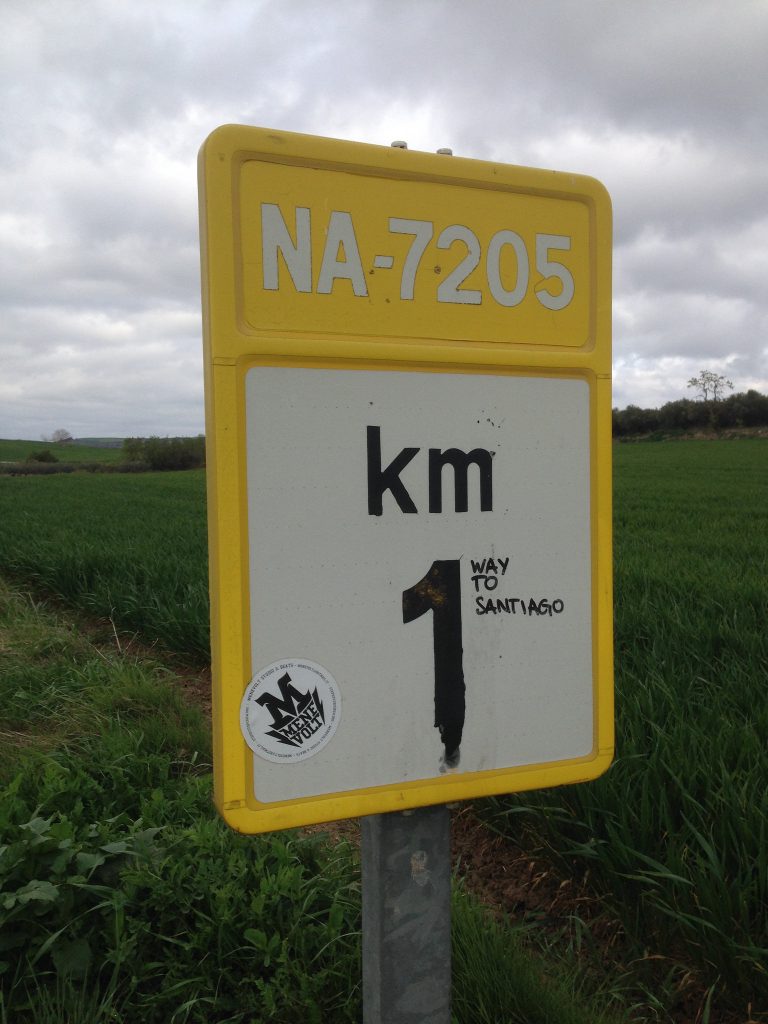 NA-7205
km
1
WAY
TO
SANTIAGO
M
MENE
VOLT